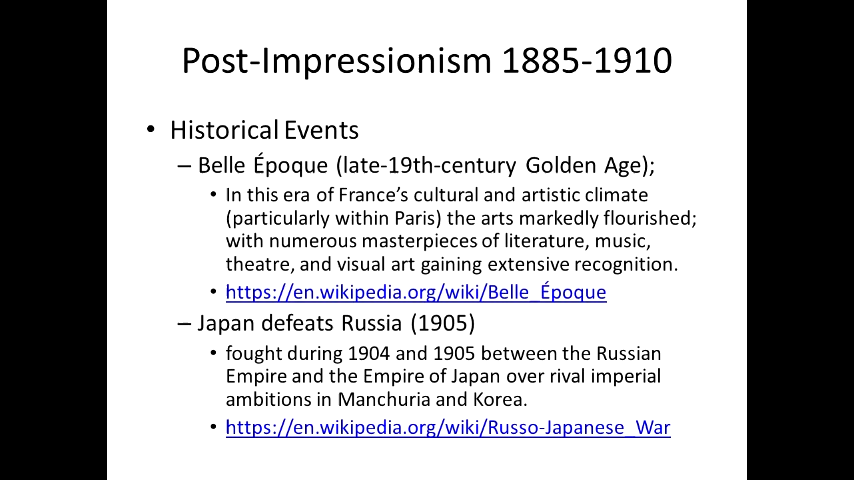 Post-Impressionism 1885-1910
• Historical Events
– Belle Époque (late-19th-century Golden Age);
• In this era of France's cultural and artistic climate
(particularly within Paris) the arts markedly flourished;
with numerous masterpieces of literature, music,
theatre, and visual art gaining extensive recognition.
• https://en.wikipedia.org/wiki/Belle_Époque
– Japan defeats Russia (1905)
• fought during 1904 and 1905 between the Russian
Empire and the Empire of Japan over rival imperial
ambitions in Manchuria and Korea.
• https://en.wikipedia.org/wiki/Russo-Japanese_War